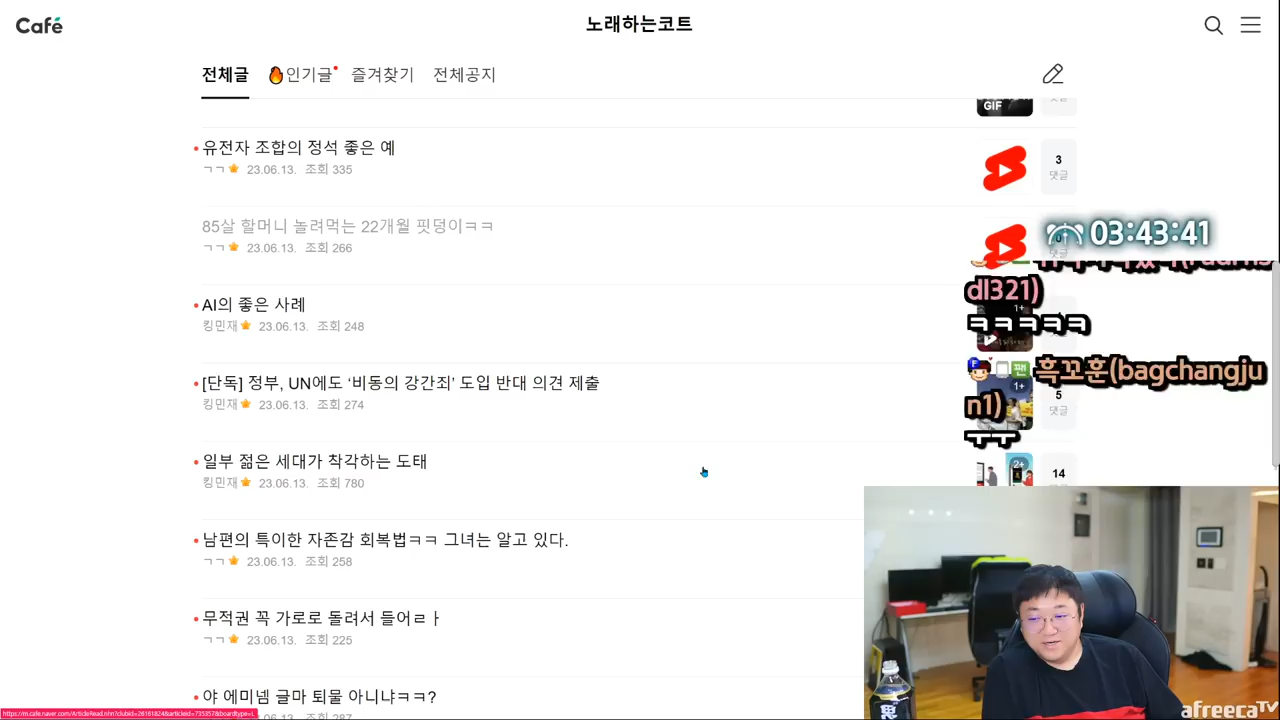 Café
노래하는코트
전체글 🔥인기글 즐겨찾기 전체공지
GIF
유전자 조합의 정석 좋은 예
ㄱㄱ 23.06.13. 조회 335
3
댓글
85살 할머니 놀려먹는 22개월 핏덩이ㅋㅋ
ㄱㄱ 23.06.13. 조회 266
03:43:41
AI의 좋은 사례
킹민재 23.06.13. 조회 248
1+
dl321)
ㅋㅋㅋㅋㅋ
[단독] 정부, UN에도 ‘비동의 강간죄’ 도입 반대 의견 제출
킹민재 23.06.13. 조회 274
1+
5
댓글
흑꼬훈(bagchangju
n1)
ㅜㅜ
일부 젊은 세대가 착각하는 도태
킹민재 23.06.13. 조회 780
2+
14
남편의 특이한 자존감 회복법ㅋㅋ 그녀는 알고 있다.
ㄱㄱ 23.06.13. 조회 258
무적권 꼭 가로로 돌려서 들어ㄹㅏ
ㄱㄱ 23.06.13. 조회 225
야 에미넴 글마 퇴물 아니냐ㅋㅋ?
23.06.13. 조회 287
afreecaTV